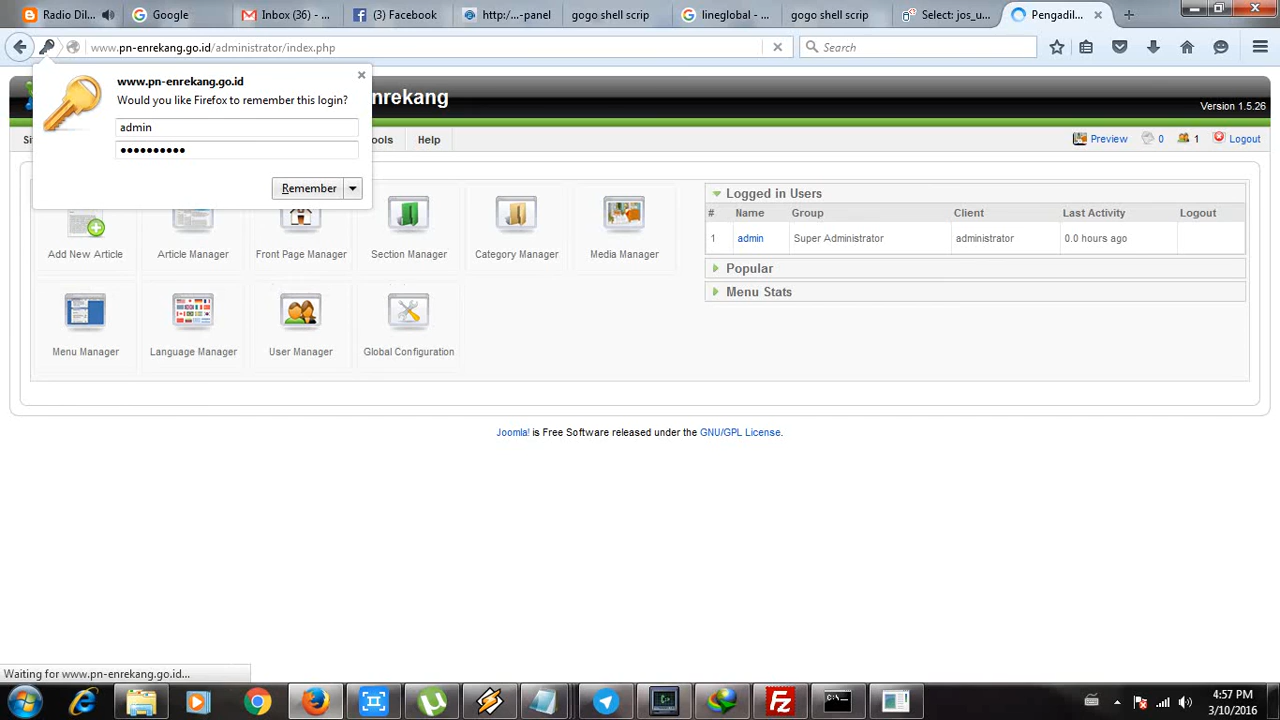 Radio Dil...
Google
Inbox (36) - ...
(3) Facebook
http:/...-panel
gogo shell scrip
lineglobal - ...
gogo shell scrip
Select: jos_u...
Pengadil...
www.pn-enrekang.go.id/administrator/index.php
Search
www.pn-enrekang.go.id
Would you like Firefox to remember this login?
admin
••••••••••
Remember
nrekang
Version 1.5.26
Si
ools
Help
Preview
0
1
Logout
Add New Article
Article Manager
Front Page Manager
Section Manager
Category Manager
Media Manager
Menu Manager
Language Manager
User Manager
Global Configuration
Logged in Users
# Name Group Client Last Activity Logout
1 admin Super Administrator administrator 0.0 hours ago
Popular
Menu Stats
Joomla! is Free Software released under the GNU/GPL License.
Waiting for www.pn-enrekang.go.id...
4:57 PM
3/10/2016